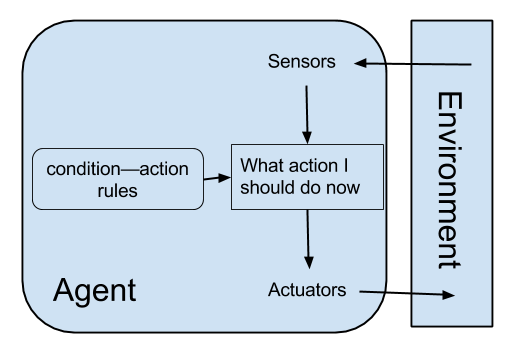 Sensors
condition—action
rules
What action I
should do now
Agent
Actuators
Environment